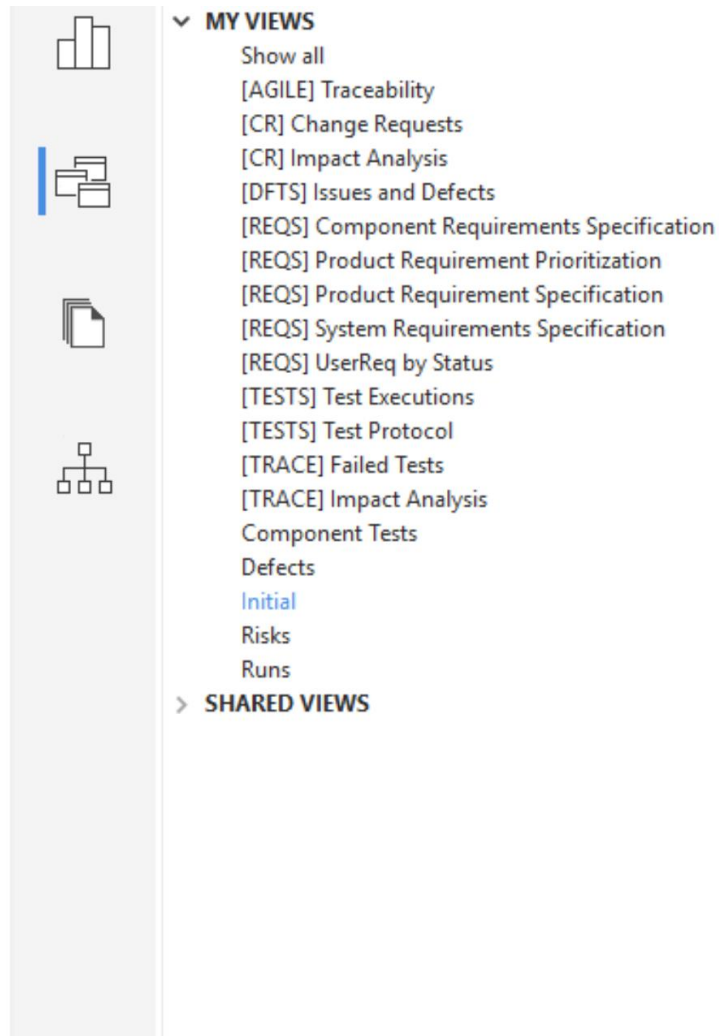 MY VIEWS
Show all
[AGILE] Traceability
[CR] Change Requests
[CR] Impact Analysis
[DFTS] Issues and Defects
[REQS] Component Requirements Specification
[REQS] Product Requirement Prioritization
[REQS] Product Requirement Specification
[REQS] System Requirements Specification
[REQS] UserReq by Status
[TESTS] Test Executions
[TESTS] Test Protocol
[TRACE] Failed Tests
[TRACE] Impact Analysis
Component Tests
Defects
Initial
Risks
Runs
SHARED VIEWS